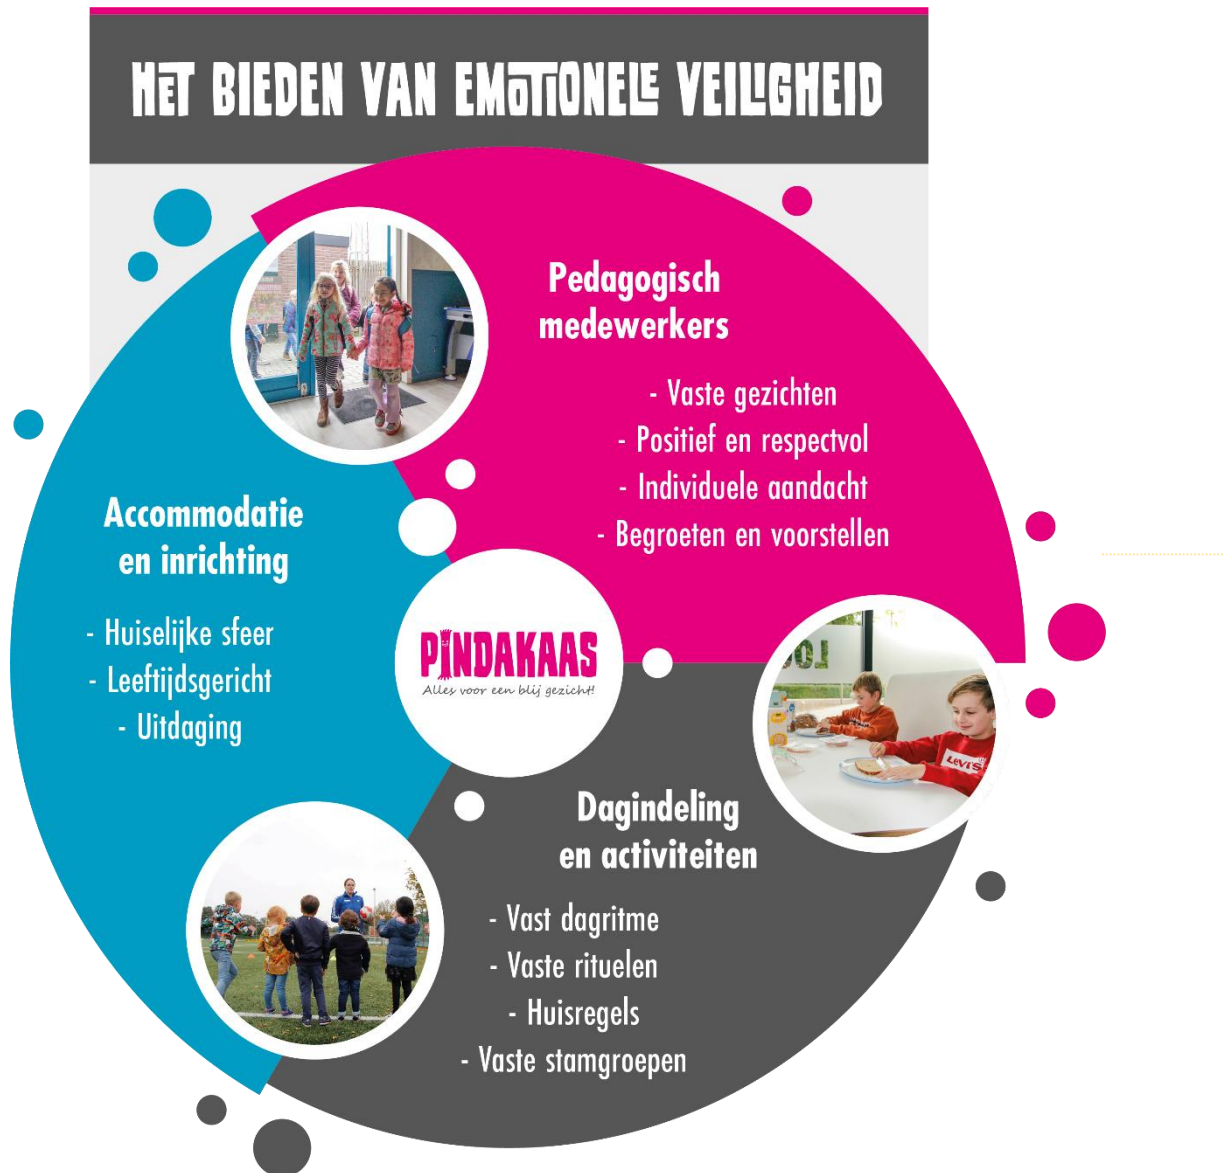 HET BIEDEN VAN EMOTIONELE VEILIGHEID
Pedagogisch
medewerkers
- Vaste gezichten
- Positief en respectvol
- Individuele aandacht
- Begroeten en voorstellen
Accommodatie
en inrichting
- Huiselijke sfeer
- Leeftijdsgericht
- Uitdaging
PINDAKAAS
Alles voor een blij gezicht!
LEVI'S
Dagindeling
en activiteiten
- Vast dagritme
- Vaste rituelen
- Huisregels
- Vaste stamgroepen